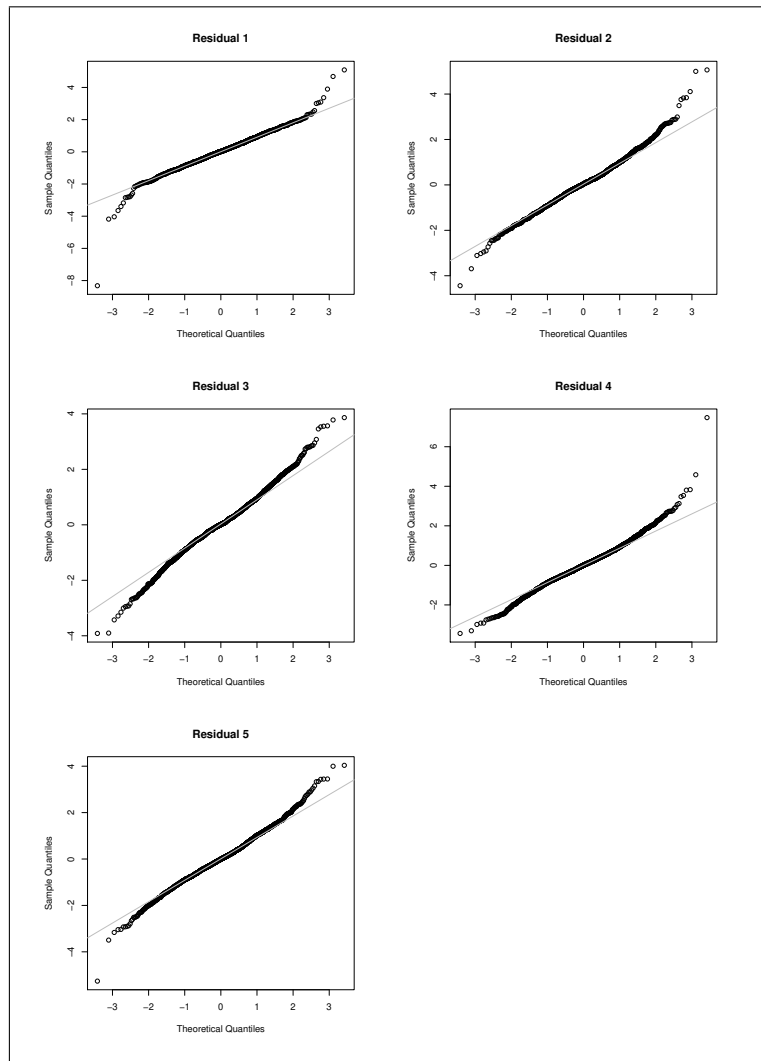 Residual 1
Sample Quantiles
4
2
0
−2
−4
−6
−8
−3 −2 −1 0 1 2 3
Theoretical Quantiles
Residual 2
Sample Quantiles
4
2
0
−2
−4
−3 −2 −1 0 1 2 3
Theoretical Quantiles
Residual 3
Sample Quantiles
4
2
0
−2
−4
−3 −2 −1 0 1 2 3
Theoretical Quantiles
Residual 4
Sample Quantiles
6
4
2
0
−2
−3 −2 −1 0 1 2 3
Theoretical Quantiles
Residual 5
Sample Quantiles
4
2
0
−2
−4
−3 −2 −1 0 1 2 3
Theoretical Quantiles